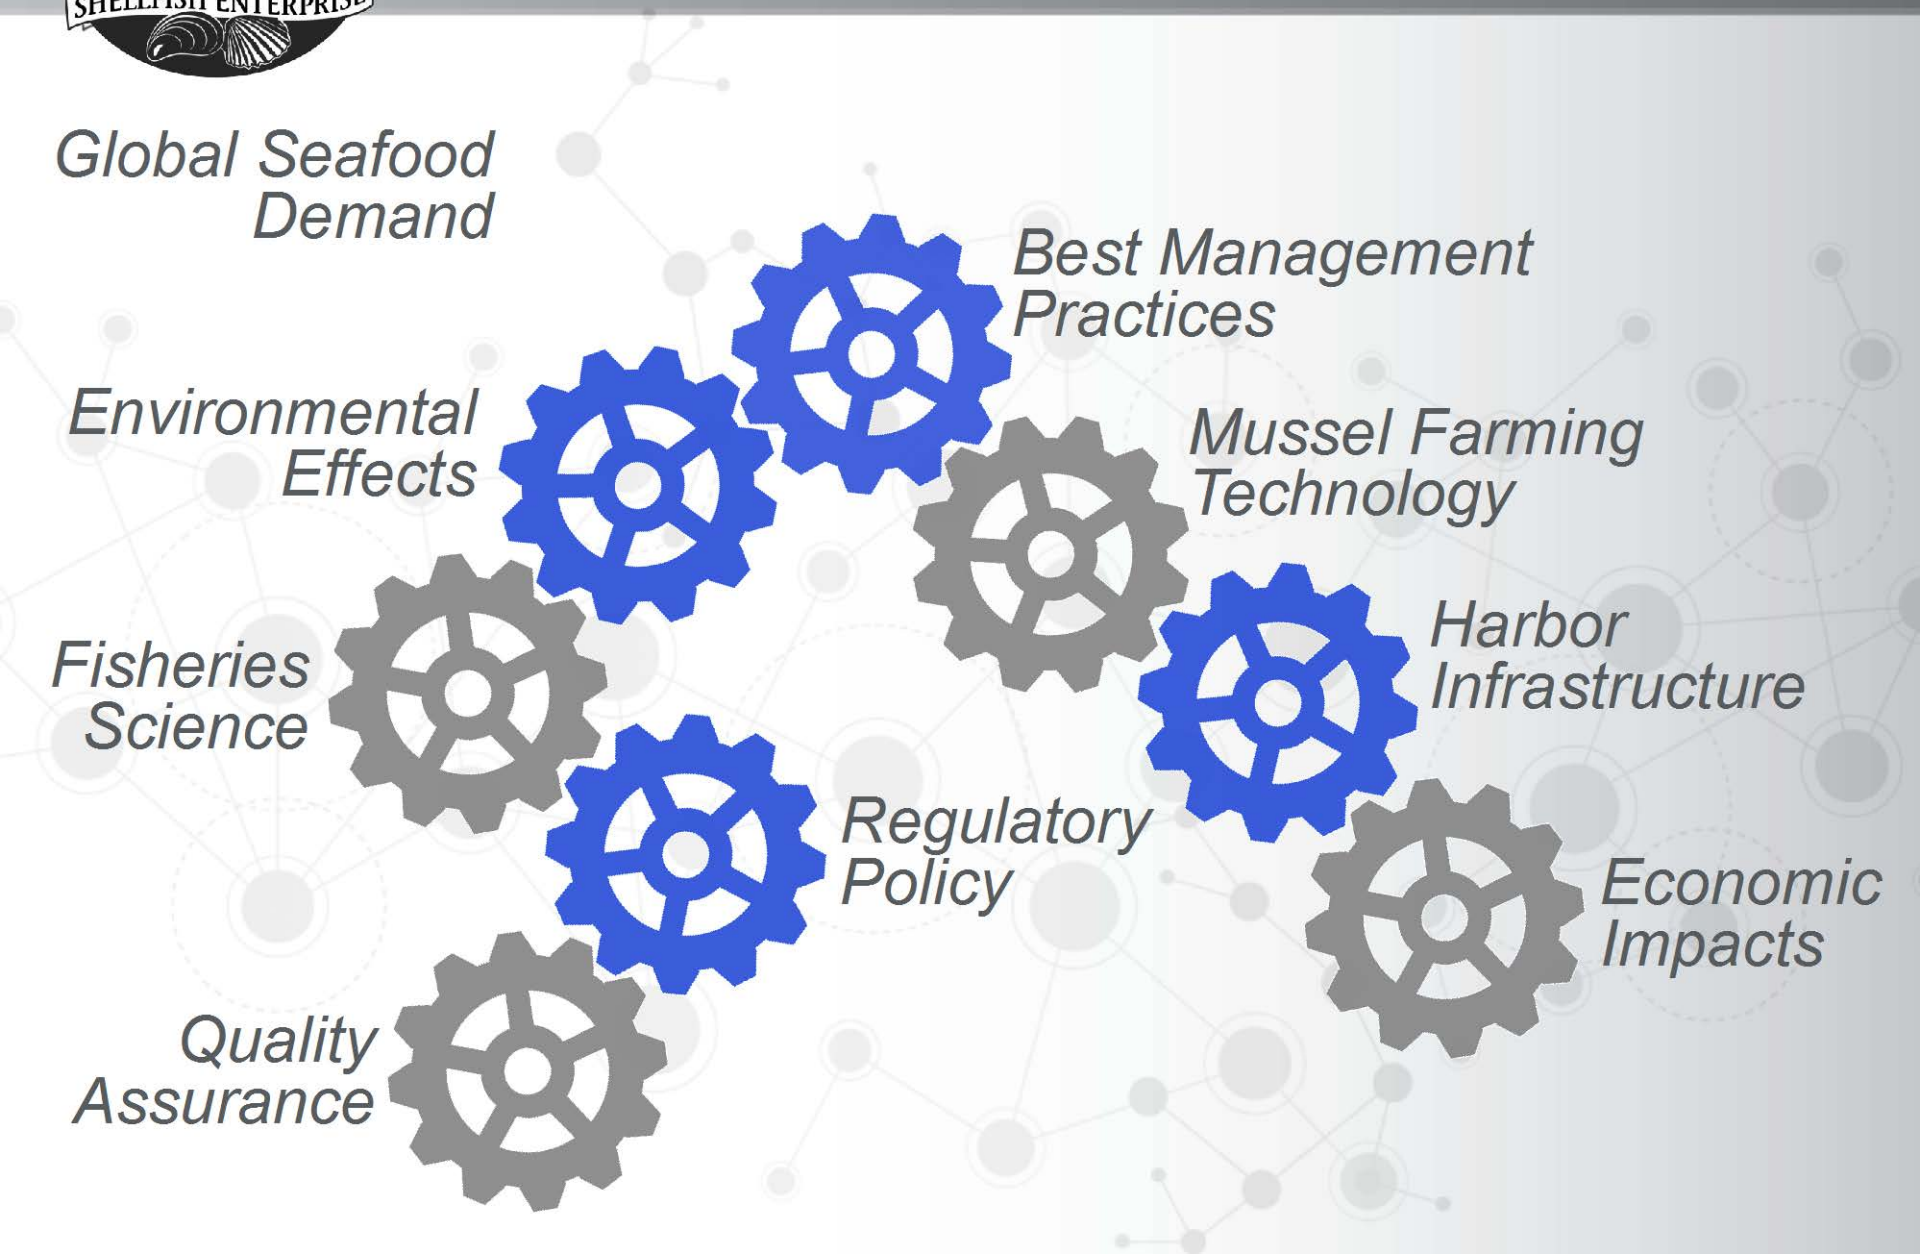 SHELLFISH ENTERPRISE
Global Seafood
Demand
Best Management
Practices
Environmental
Effects
Mussel Farming
Technology
Fisheries
Science
Harbor
Infrastructure
Regulatory
Policy
Economic
Impacts
Quality
Assurance